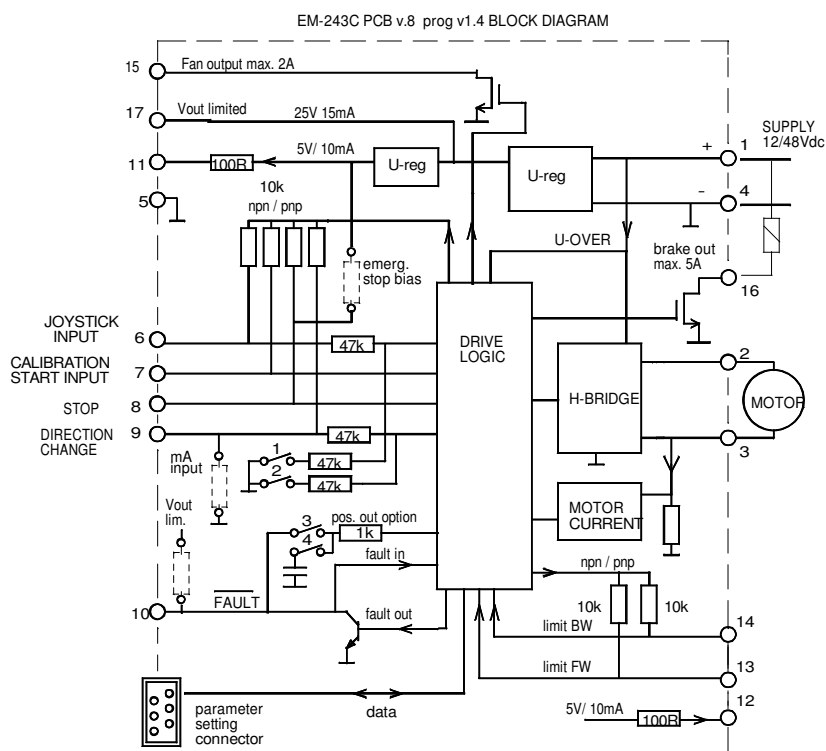 EM-243C PCB v.8 prog v1.4 BLOCK DIAGRAM
15
Fan output max. 2A
17
Vout limited
25V 15mA
11
100R
5V/ 10mA
U-reg
U-reg
+
1
SUPPLY
12/48Vdc
-
4
5
10k
npn / pnp
U-OVER
brake out
max. 5A
16
emerg.
stop bias
JOYSTICK
INPUT
6
47k
CALIBRATION
START INPUT
7
STOP
8
DIRECTION
CHANGE
9
47k
DRIVE
LOGIC
H-BRIDGE
2
MOTOR
3
mA
input
1
47k
2
47k
MOTOR
CURRENT
Vout
lim.
3
4
pos. out option
1k
fault in
npn / pnp
10k
10k
10
FAULT
fault out
limit BW
14
limit FW
13
parameter
setting
connector
data
5V/ 10mA
100R
12